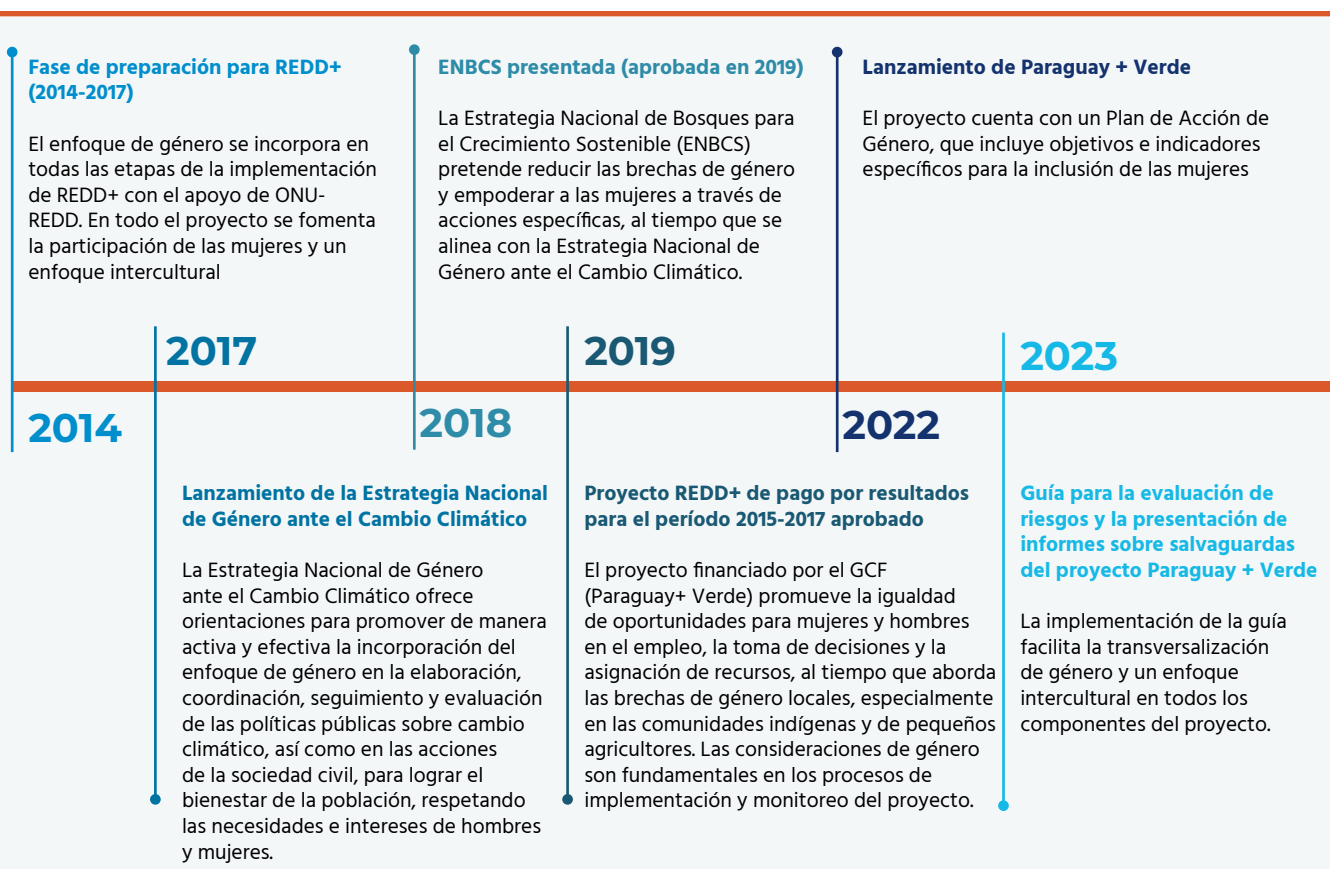 Fase de preparación para REDD+
(2014-2017)
El enfoque de género se incorpora en
todas las etapas de la implementación
de REDD+ con el apoyo de ONU-
REDD. En todo el proyecto se fomenta
la participación de las mujeres y un
enfoque intercultural
2014
2017
Lanzamiento de la Estrategia Nacional
de Género ante el Cambio Climático
La Estrategia Nacional de Género
ante el Cambio Climático ofrece
orientaciones para promover de manera
activa y efectiva la incorporación del
enfoque de género en la elaboración,
coordinación, seguimiento y evaluación
de las políticas públicas sobre cambio
climático, así como en las acciones
de la sociedad civil, para lograr el
bienestar de la población, respetando
las necesidades e intereses de hombres
y mujeres.
ENBCS presentada (aprobada en 2019)
La Estrategia Nacional de Bosques para
el Crecimiento Sostenible (ENBCS)
pretende reducir las brechas de género
y empoderar a las mujeres a través de
acciones específicas, al tiempo que se
alinea con la Estrategia Nacional de
Género ante el Cambio Climático.
2018
2019
Proyecto REDD+ de pago por resultados
para el período 2015-2017 aprobado
El proyecto financiado por el GCF
(Paraguay+ Verde) promueve la igualdad
de oportunidades para mujeres y hombres
en el empleo, la toma de decisiones y la
asignación de recursos, al tiempo que aborda
las brechas de género locales, especialmente
en las comunidades indígenas y de pequeños
agricultores. Las consideraciones de género
son fundamentales en los procesos de
implementación y monitoreo del proyecto.
Lanzamiento de Paraguay + Verde
El proyecto cuenta con un Plan de Acción de
Género, que incluye objetivos e indicadores
específicos para la inclusión de las mujeres
2022
2023
Guía para la evaluación de
riesgos y la presentación de
informes sobre salvaguardas
del proyecto Paraguay + Verde
La implementación de la guía
facilita la transversalización
de género y un enfoque
intercultural en todos los
componentes del proyecto.